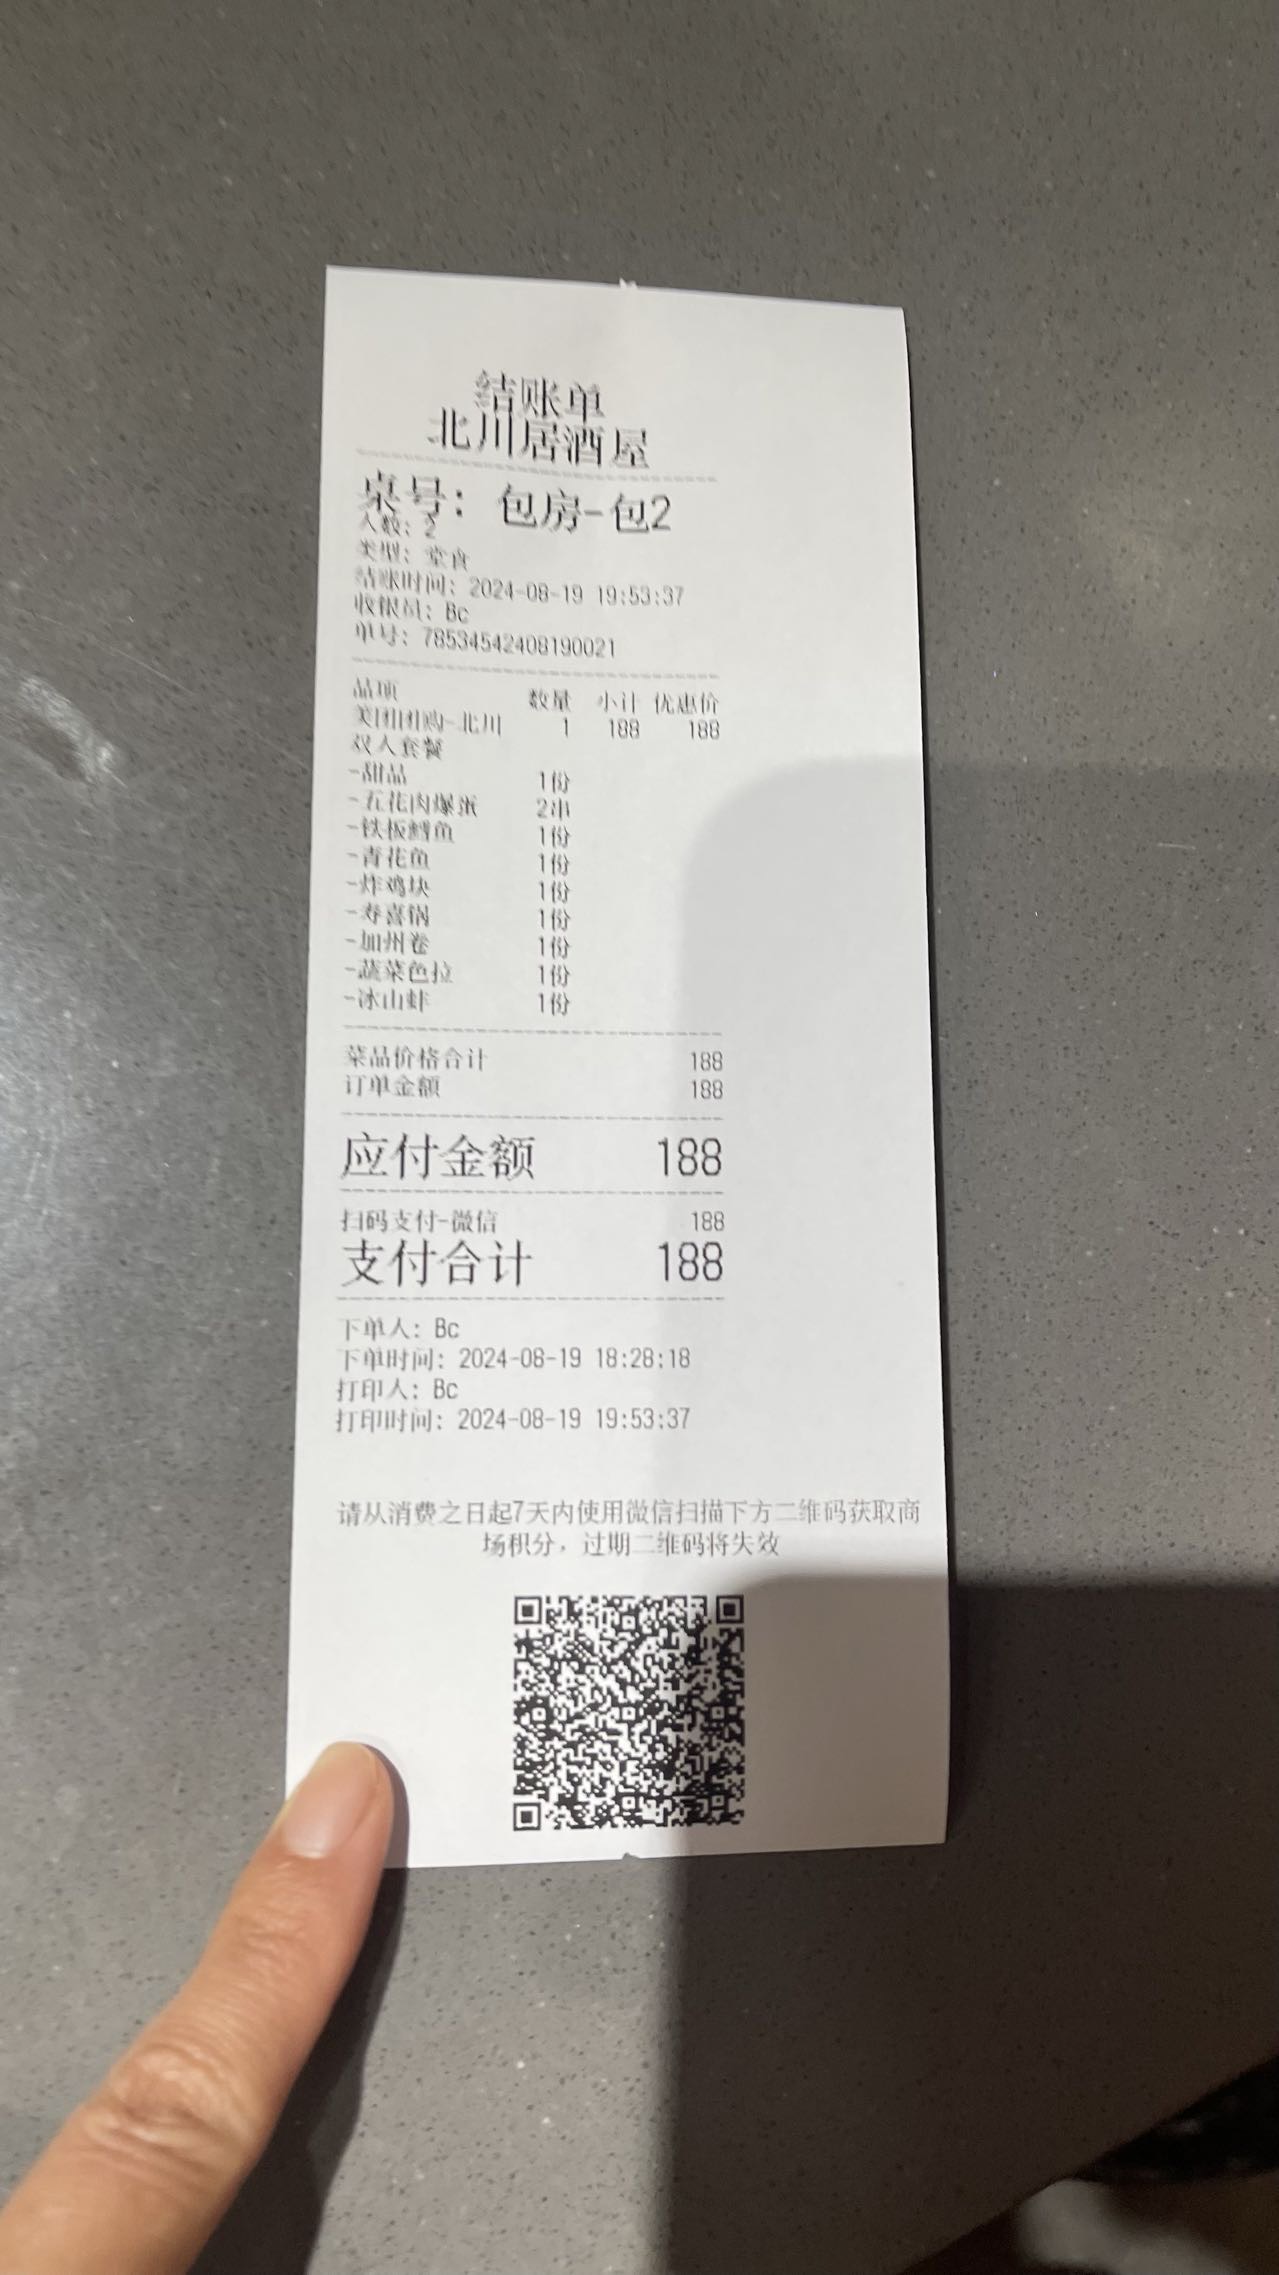 结账单
北川居酒屋
桌号：包房-包2
人数：2
类型：堂食
结账时间：2024-08-19 19:53:37
收银员：Bc
单号：78534542408190021
品项 数量 小计 优惠价
美团团购-北川 1 188 188
双人套餐
-甜品 1份
-五花肉爆蛋 2串
-铁板鳕鱼 1份
-青花鱼 1份
-炸鸡块 1份
-寿喜锅 1份
-加州卷 1份
-蔬菜色拉 1份
-冰山蚌 1份
菜品价格合计 188
订单金额 188
应付金额 188
扫码支付-微信 188
支付合计 188
下单人：Bc
下单时间：2024-08-19 18:28:18
打印人：Bc
打印时间：2024-08-19 19:53:37
请从消费之日起7天内使用微信扫描下方二维码获取商
场积分，过期二维码将失效